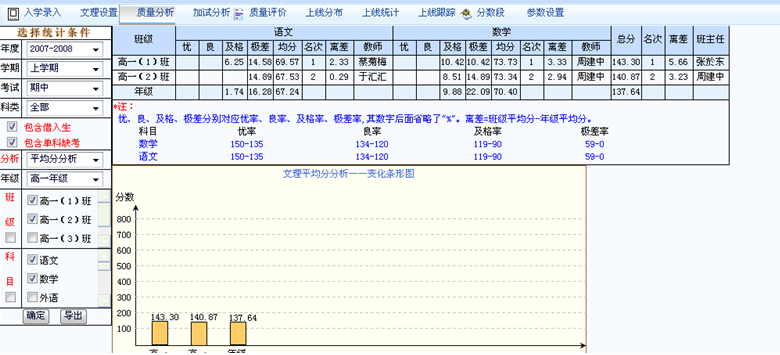 入学录入 文理设置 质量分析 加试分析 质量评价 上线分布 上线统计 上线跟踪 分数段 参数设置
选择统计条件
年度 2007-2008
学期 上学期
考试 期中
科类 全部
包含借入生
包含单科缺考
分析 平均分分析
年级 高一年级
班级
高一（1）班
高一（2）班
高一（3）班
科目
语文
数学
外语
确定 导出
班级 语文 数学 总分 名次 离差 班主任
忧 良 及格 极差 均分 名次 离差 教师 忧 良 及格 极差 均分 名次 离差 教师
高一（1）班 6.25 14.58 69.57 1 2.33 蔡菊梅 10.42 10.42 73.73 1 3.33 周建中 143.30 1 5.66 张於东
高一（2）班 14.89 67.53 2 0.29 于汇汇 8.51 14.89 73.34 2 2.94 周建中 140.87 2 3.23 周建中
年级 1.74 16.28 67.24 9.88 22.09 70.40 137.64
*注:
忧、良、及格、极差分别对应忧率、良率、及格率、极差率,其数字后面省略了"%"。离差=班级平均分-年级平均分。
科目 忧率 良率 及格率 极差率
数学 150-135 134-120 119-90 59-0
语文 150-135 134-120 119-90 59-0
文理平均分分析——变化条形图
分数
800
700
600
500
400
300
200
100
143.30 140.87 137.64
高一 高一 年级